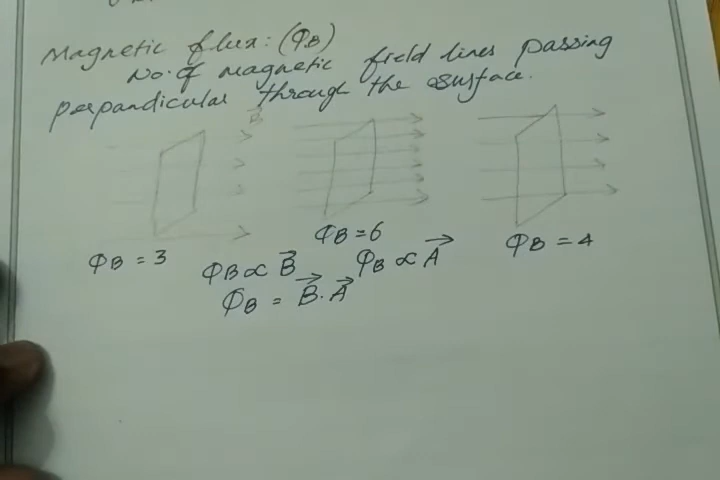 Magnetic flux: (ΦB)
No. of magnetic field lines passing
perpandicular through the surface.
ΦB = 3
ΦB = 6
ΦB = 4
ΦB ∝ B⃗
ΦB ∝ A⃗
ΦB = B⃗ . A⃗